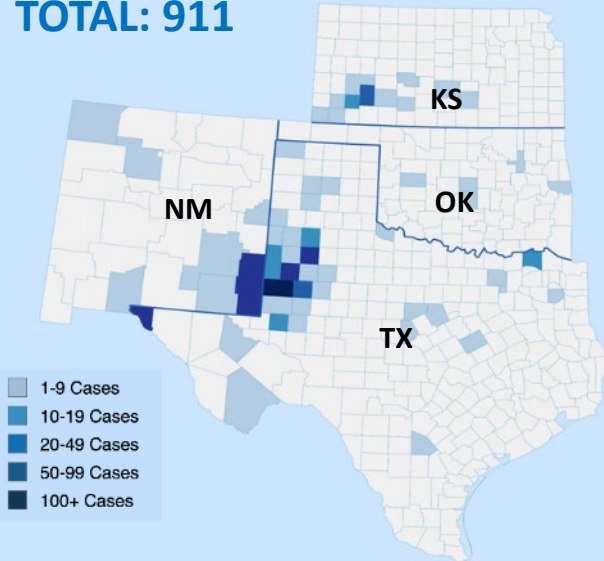 TOTAL: 911
KS
NM
OK
TX
1-9 Cases
10-19 Cases
20-49 Cases
50-99 Cases
100+ Cases